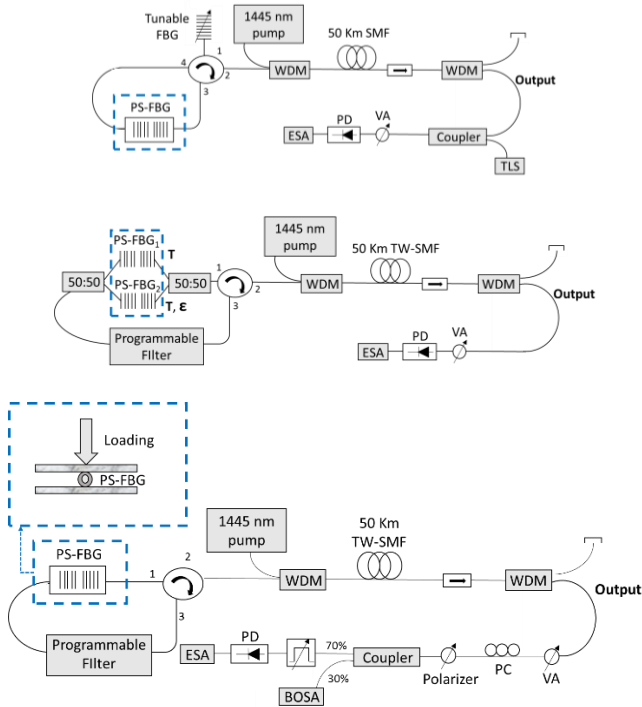 Tunable
FBG
1445 nm
pump
50 Km SMF
4
1
2
3
WDM
WDM
Output
PS-FBG
ESA
PD
VA
Coupler
TLS
1445 nm
pump
50 Km TW-SMF
PS-FBG1
T
50:50
50:50
PS-FBG2
T, ε
1
2
3
WDM
WDM
Output
Programmable
FIlter
ESA
PD
VA
Loading
PS-FBG
1445 nm
pump
50 Km
TW-SMF
PS-FBG
1
2
3
WDM
WDM
Output
Programmable
FIlter
ESA
PD
70%
30%
Coupler
Polarizer
PC
VA
BOSA